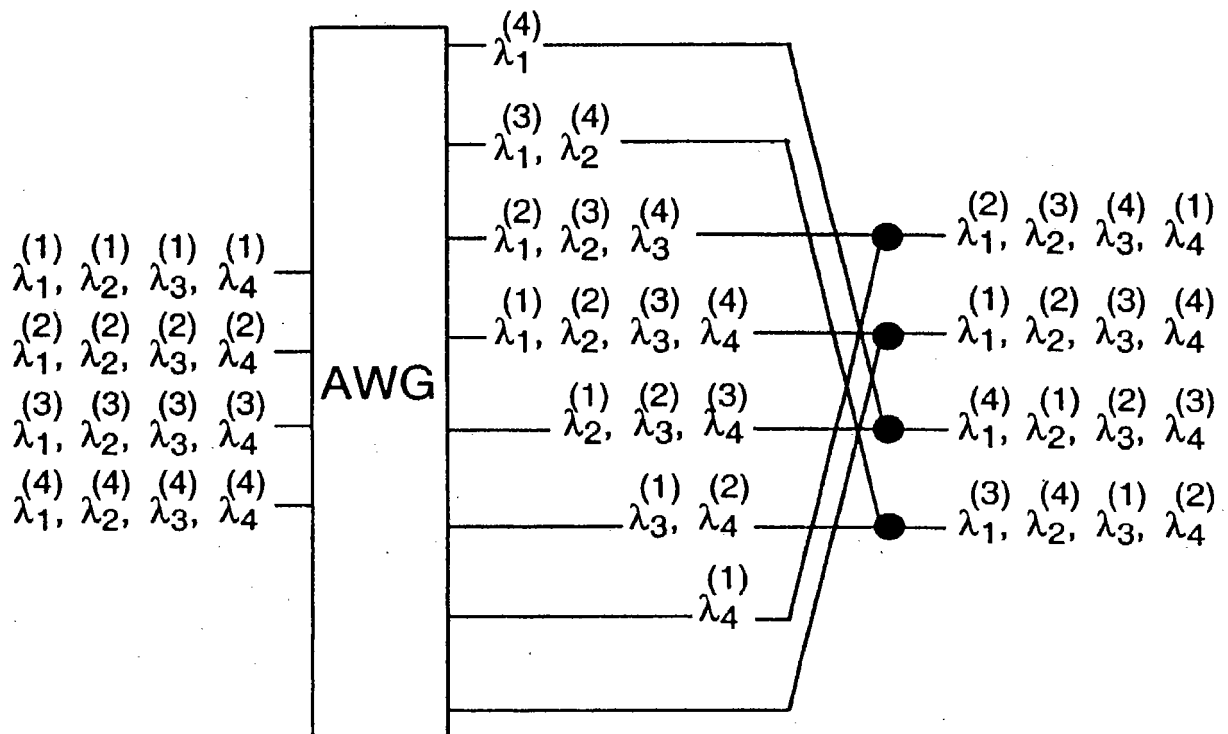 λ₁⁽⁴⁾
λ₁⁽³⁾, λ₂⁽⁴⁾
λ₁⁽²⁾, λ₂⁽³⁾, λ₃⁽⁴⁾
λ₁⁽¹⁾, λ₂⁽²⁾, λ₃⁽³⁾, λ₄⁽⁴⁾
λ₂⁽¹⁾, λ₃⁽²⁾, λ₄⁽³⁾
λ₃⁽¹⁾, λ₄⁽²⁾
λ₄⁽¹⁾
λ₁⁽¹⁾, λ₂⁽¹⁾, λ₃⁽¹⁾, λ₄⁽¹⁾
λ₁⁽²⁾, λ₂⁽²⁾, λ₃⁽²⁾, λ₄⁽²⁾
λ₁⁽³⁾, λ₂⁽³⁾, λ₃⁽³⁾, λ₄⁽³⁾
λ₁⁽⁴⁾, λ₂⁽⁴⁾, λ₃⁽⁴⁾, λ₄⁽⁴⁾
AWG
λ₁⁽²⁾, λ₂⁽³⁾, λ₃⁽⁴⁾, λ₄⁽¹⁾
λ₁⁽¹⁾, λ₂⁽²⁾, λ₃⁽³⁾, λ₄⁽⁴⁾
λ₁⁽⁴⁾, λ₂⁽¹⁾, λ₃⁽²⁾, λ₄⁽³⁾
λ₁⁽³⁾, λ₂⁽⁴⁾, λ₃⁽¹⁾, λ₄⁽²⁾